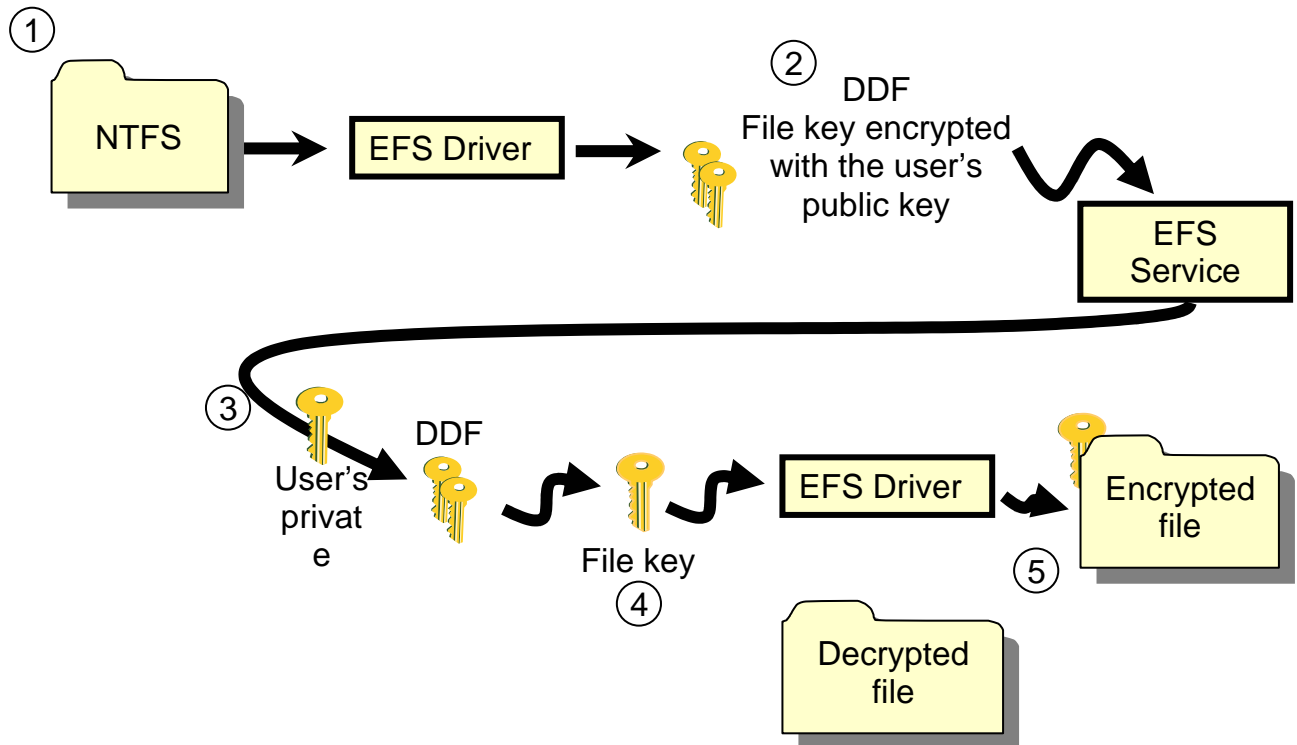 1
NTFS
EFS Driver
2
DDF
File key encrypted
with the user’s
public key
EFS
Service
3
User’s
privat
e
DDF
File key
4
EFS Driver
5
Encrypted
file
Decrypted
file